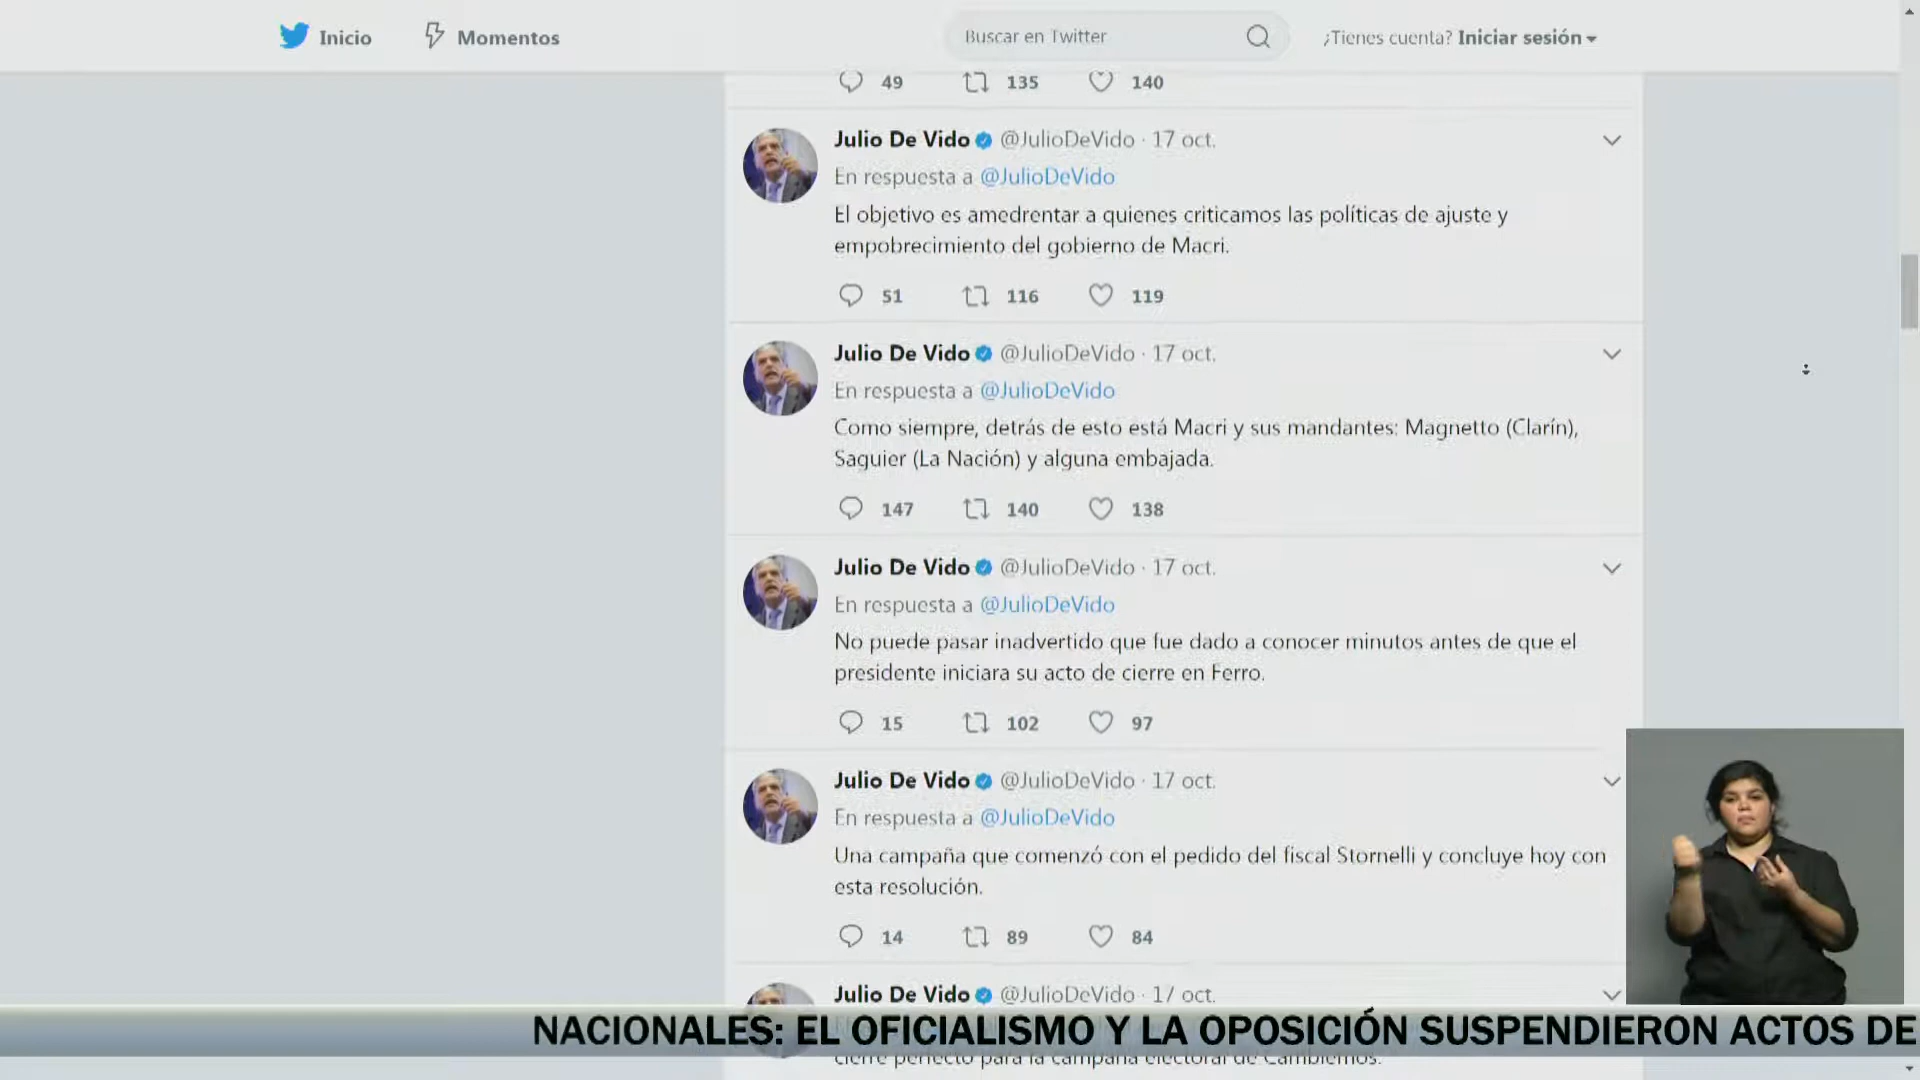 Inicio
Momentos
Buscar en Twitter
¿Tienes cuenta? Iniciar sesión
49 135 140
Julio De Vido @JulioDeVido · 17 oct.
En respuesta a @JulioDeVido
El objetivo es amedrentar a quienes criticamos las políticas de ajuste y
empobrecimiento del gobierno de Macri.
51 116 119
Julio De Vido @JulioDeVido · 17 oct.
En respuesta a @JulioDeVido
Como siempre, detrás de esto está Macri y sus mandantes: Magnetto (Clarín),
Saguier (La Nación) y alguna embajada.
147 140 138
Julio De Vido @JulioDeVido · 17 oct.
En respuesta a @JulioDeVido
No puede pasar inadvertido que fue dado a conocer minutos antes de que el
presidente iniciara su acto de cierre en Ferro.
15 102 97
Julio De Vido @JulioDeVido · 17 oct.
En respuesta a @JulioDeVido
Una campaña que comenzó con el pedido del fiscal Stornelli y concluye hoy con
esta resolución.
14 89 84
Julio De Vido @JulioDeVido · 17 oct.
NACIONALES: EL OFICIALISMO Y LA OPOSICIÓN SUSPENDIERON ACTOS DE
cierre perfecto para la campaña electoral de Cambiemos.